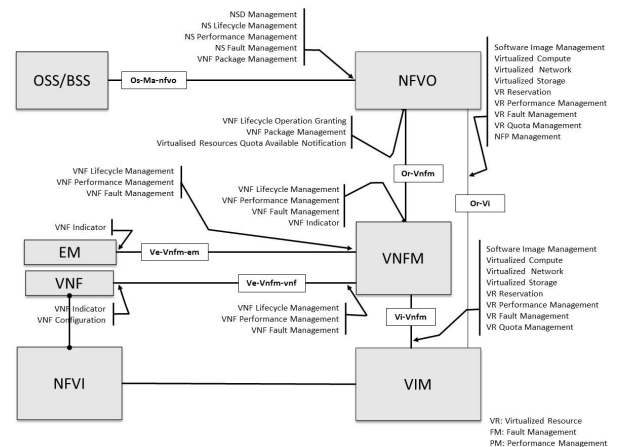 NSD Management
NS Lifecycle Management
NS Performance Management
NS Fault Management
VNF Package Management
OSS/BSS
Os-Ma-nfvo
NFVO
Software Image Management
Virtualized Compute
Virtualized Network
Virtualized Storage
VR Reservation
VR Performance Management
VR Fault Management
VR Quota Management
NFP Management
VNF Lifecycle Operation Granting
VNF Package Management
Virtualised Resources Quota Available Notification
Or-Vnfm
Or-Vi
VNF Lifecycle Management
VNF Performance Management
VNF Fault Management
VNF Lifecycle Management
VNF Performance Management
VNF Fault Management
VNF Indicator
VNF Indicator
EM
Ve-Vnfm-em
VNFM
VNF
Ve-Vnfm-vnf
VNF Indicator
VNF Configuration
VNF Lifecycle Management
VNF Performance Management
VNF Fault Management
Vi-Vnfm
Software Image Management
Virtualized Compute
Virtualized Network
Virtualized Storage
VR Reservation
VR Performance Management
VR Fault Management
VR Quota Management
NFVI
VIM
VR: Virtualized Resource
FM: Fault Management
PM: Performance Management